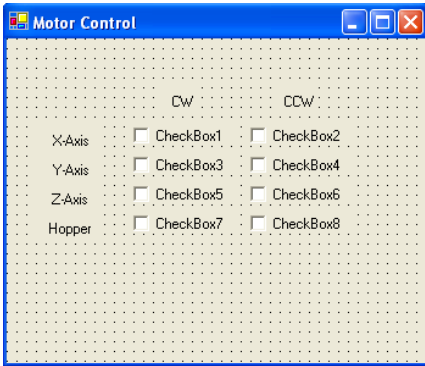 Motor Control
CW CCW
X-Axis CheckBox1 CheckBox2
Y-Axis CheckBox3 CheckBox4
Z-Axis CheckBox5 CheckBox6
Hopper CheckBox7 CheckBox8